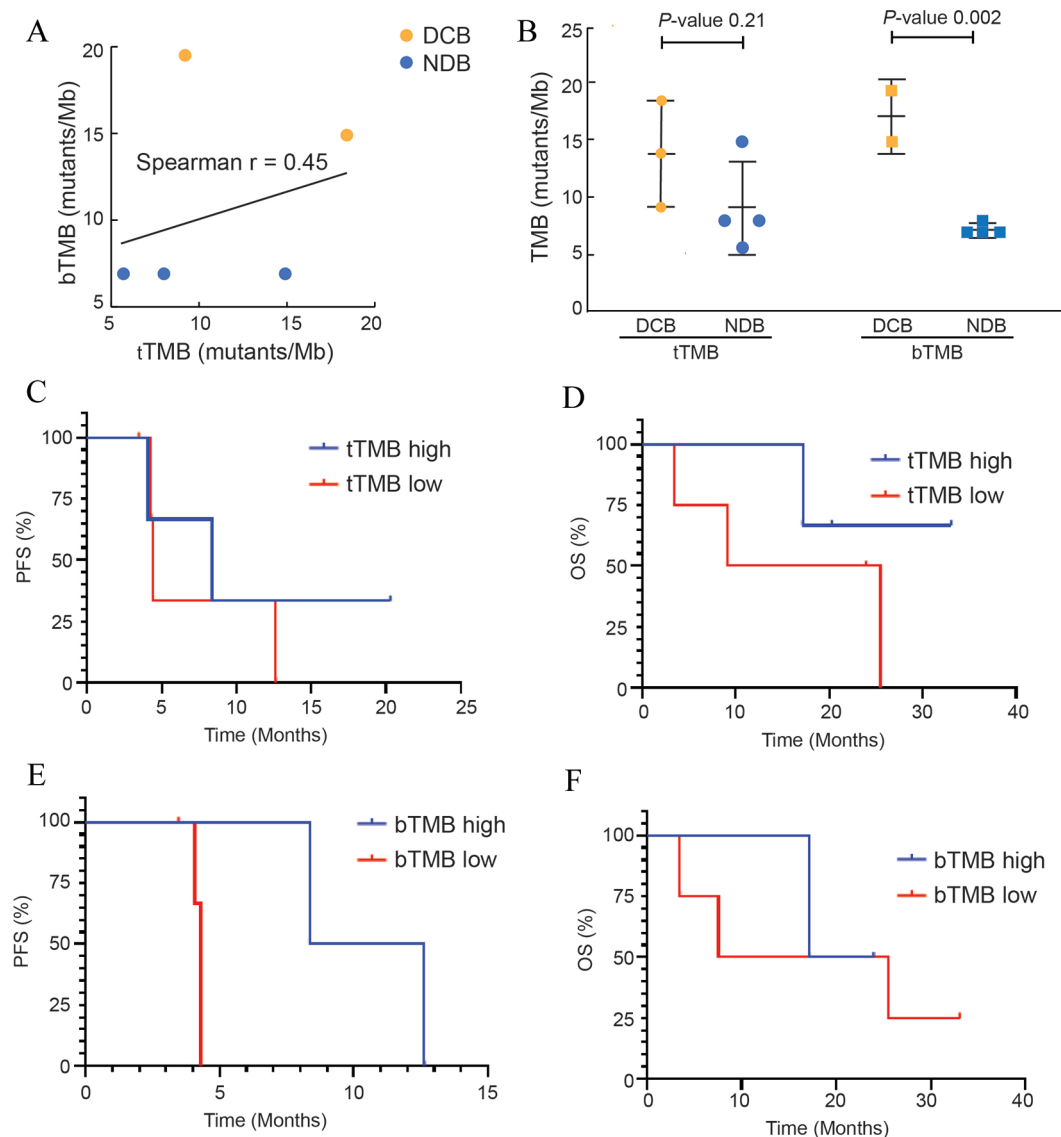 A
DCB
NDB
20
15
10
5
5
10
15
20
Spearman r = 0.45
bTMB (mutants/Mb)
tTMB (mutants/Mb)
B
P-value 0.21
P-value 0.002
25
20
15
10
5
0
TMB (mutants/Mb)
DCB
NDB
DCB
NDB
tTMB
bTMB
C
100
75
50
25
0
PFS (%)
tTMB high
tTMB low
0
5
10
15
20
25
Time (Months)
D
100
75
50
25
0
OS (%)
tTMB high
tTMB low
0
10
20
30
40
Time (Months)
E
100
75
50
25
0
PFS (%)
bTMB high
bTMB low
0
5
10
15
Time (Months)
F
100
75
50
25
0
OS (%)
bTMB high
bTMB low
0
10
20
30
40
Time (Months)